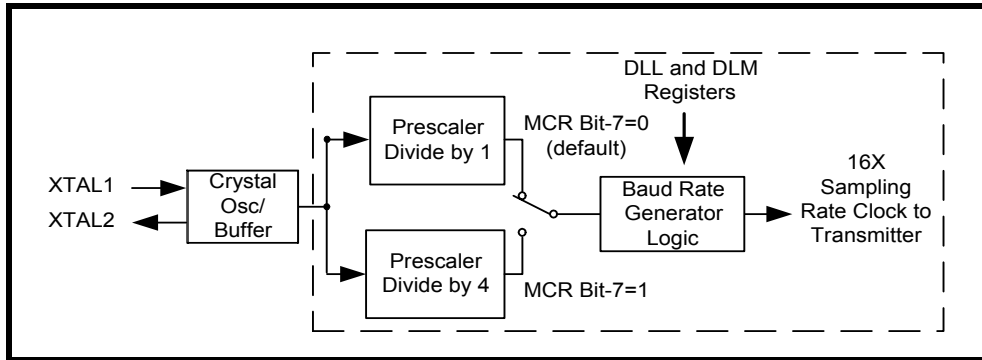 XTAL1
XTAL2
Crystal
Osc/
Buffer
Prescaler
Divide by 1
Prescaler
Divide by 4
MCR Bit-7=0
(default)
MCR Bit-7=1
DLL and DLM
Registers
Baud Rate
Generator
Logic
16X
Sampling
Rate Clock to
Transmitter